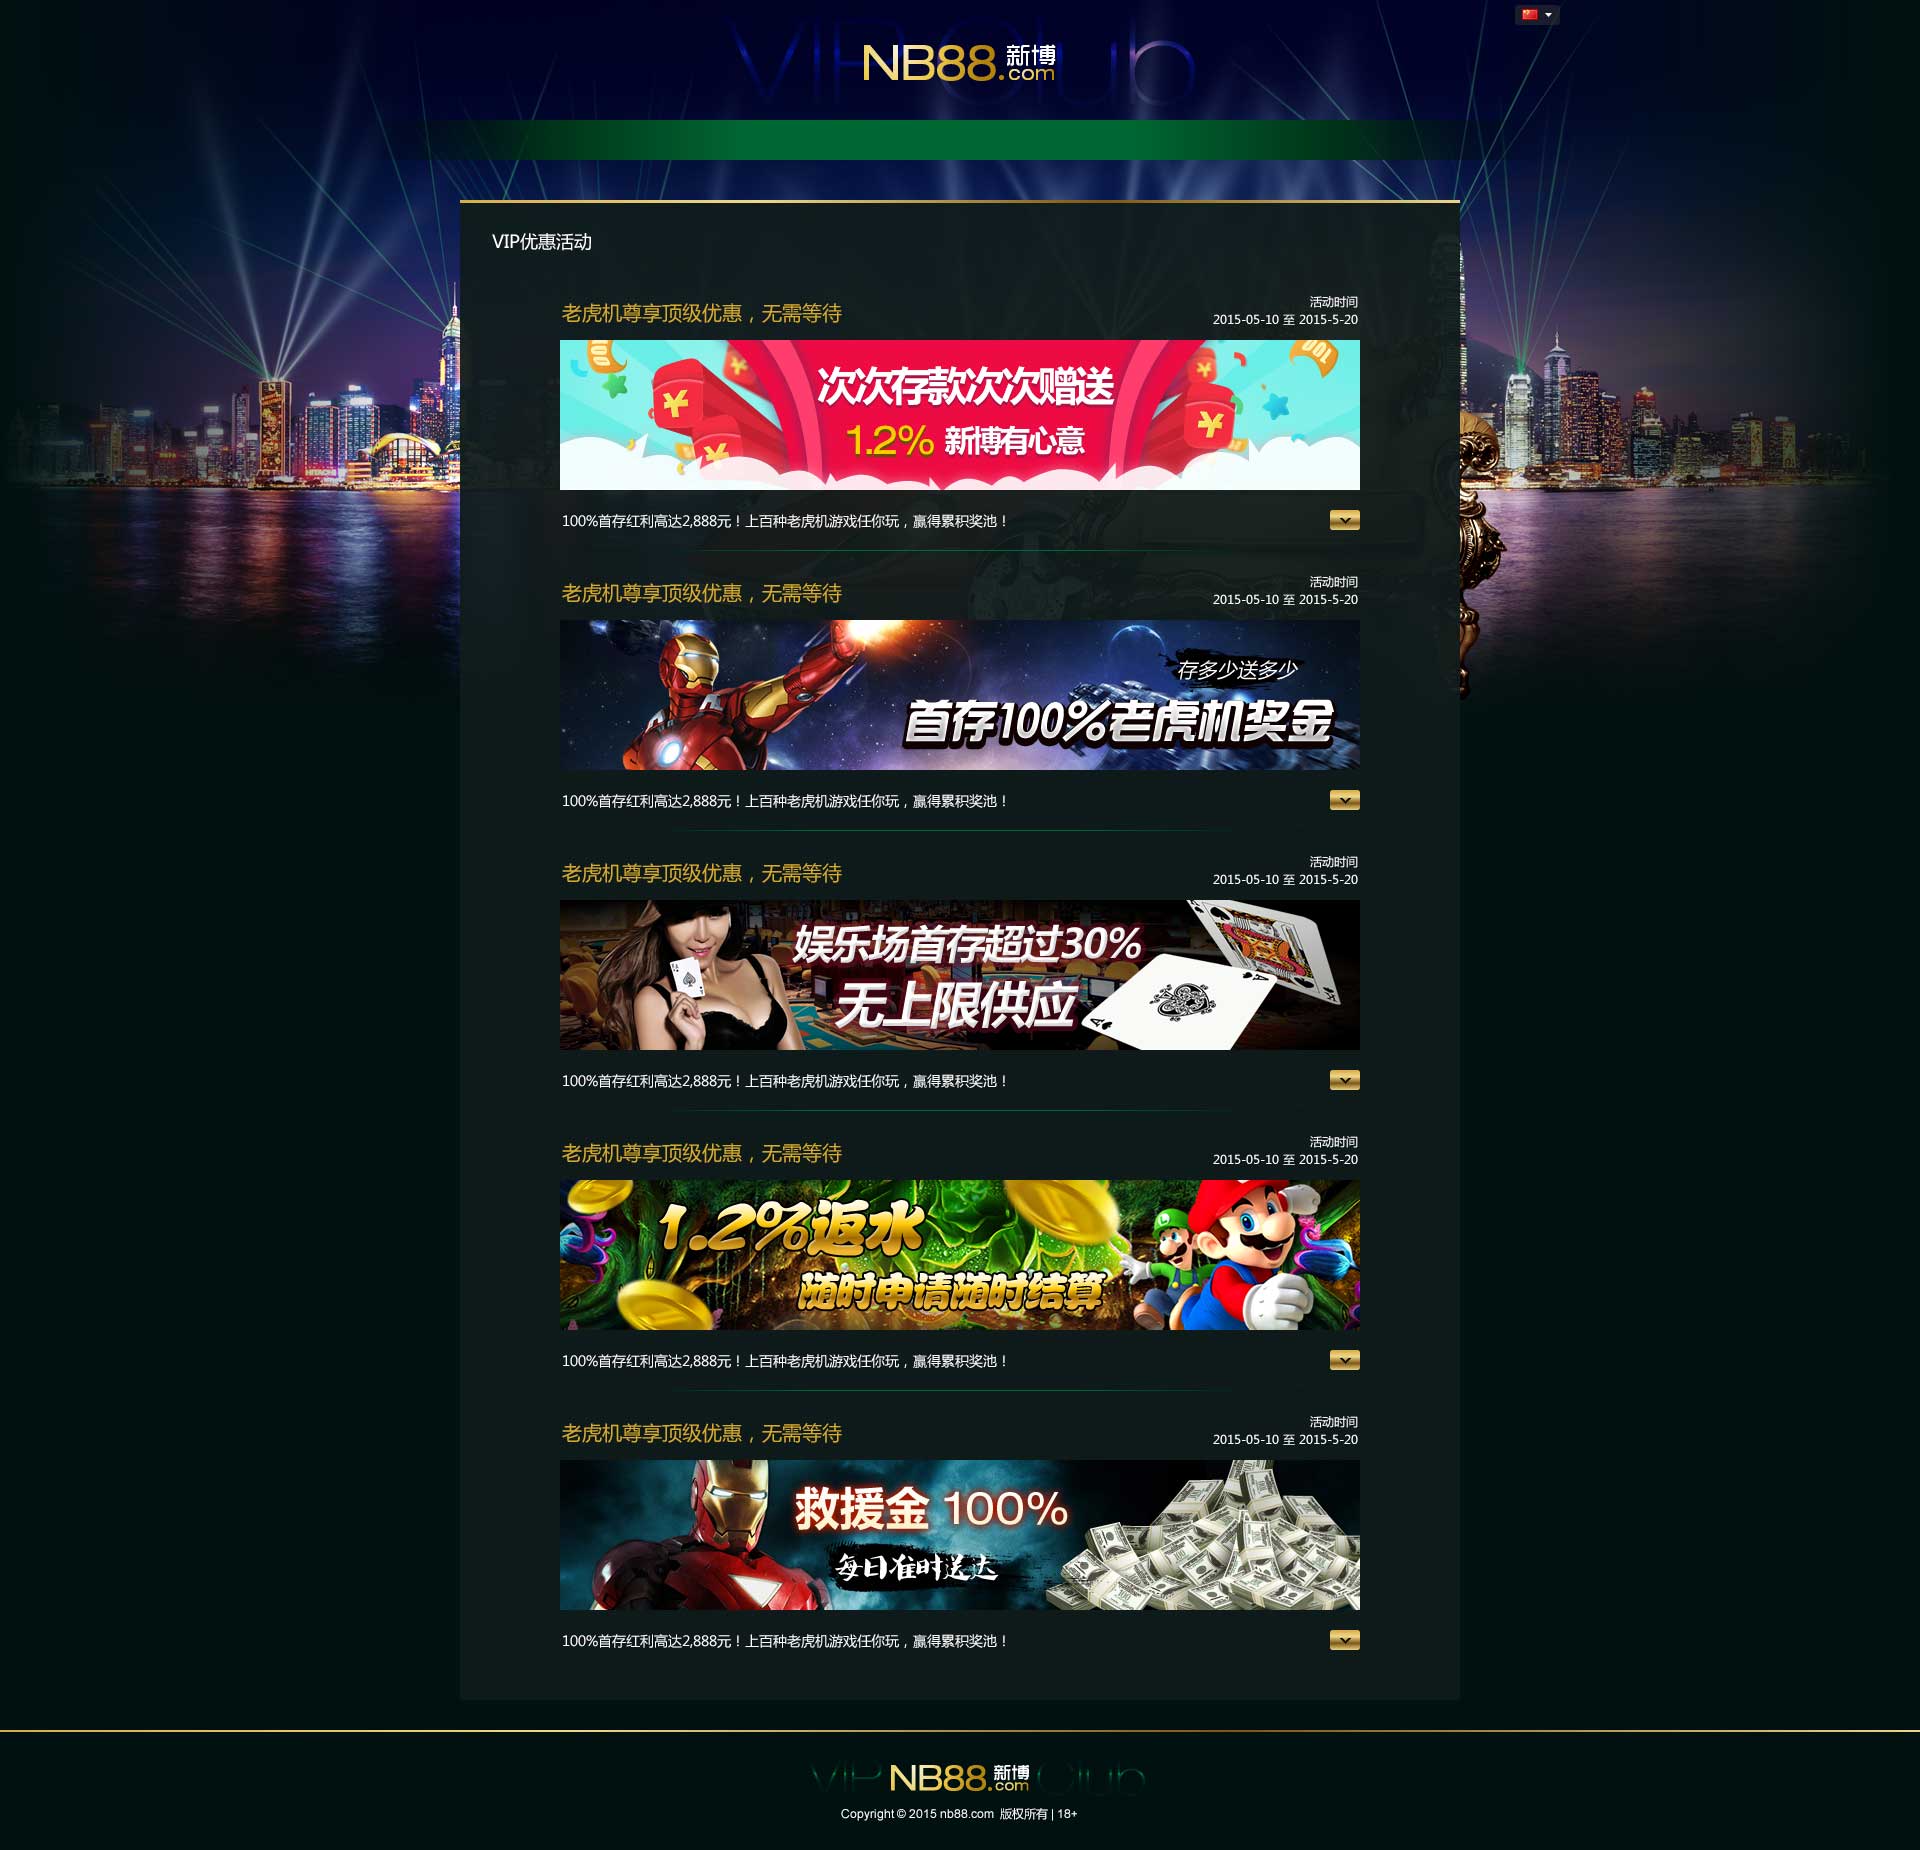 VIP Club
NB88.com 新博
VIP优惠活动
老虎机尊享顶级优惠，无需等待
活动时间
2015-05-10 至 2015-5-20
次次存款次次赠送
1.2% 新博有心意
100%首存红利高达2,888元！上百种老虎机游戏任你玩，赢得累积奖池！
老虎机尊享顶级优惠，无需等待
活动时间
2015-05-10 至 2015-5-20
存多少送多少
首存100%老虎机奖金
100%首存红利高达2,888元！上百种老虎机游戏任你玩，赢得累积奖池！
老虎机尊享顶级优惠，无需等待
活动时间
2015-05-10 至 2015-5-20
娱乐场首存超过30%
无上限供应
100%首存红利高达2,888元！上百种老虎机游戏任你玩，赢得累积奖池！
老虎机尊享顶级优惠，无需等待
活动时间
2015-05-10 至 2015-5-20
1.2%返水
随时申请随时结算
100%首存红利高达2,888元！上百种老虎机游戏任你玩，赢得累积奖池！
老虎机尊享顶级优惠，无需等待
活动时间
2015-05-10 至 2015-5-20
救援金 100%
每日准时送达
100%首存红利高达2,888元！上百种老虎机游戏任你玩，赢得累积奖池！
VIP NB88.com 新博 Club
Copyright © 2015 nb88.com 版权所有 | 18+